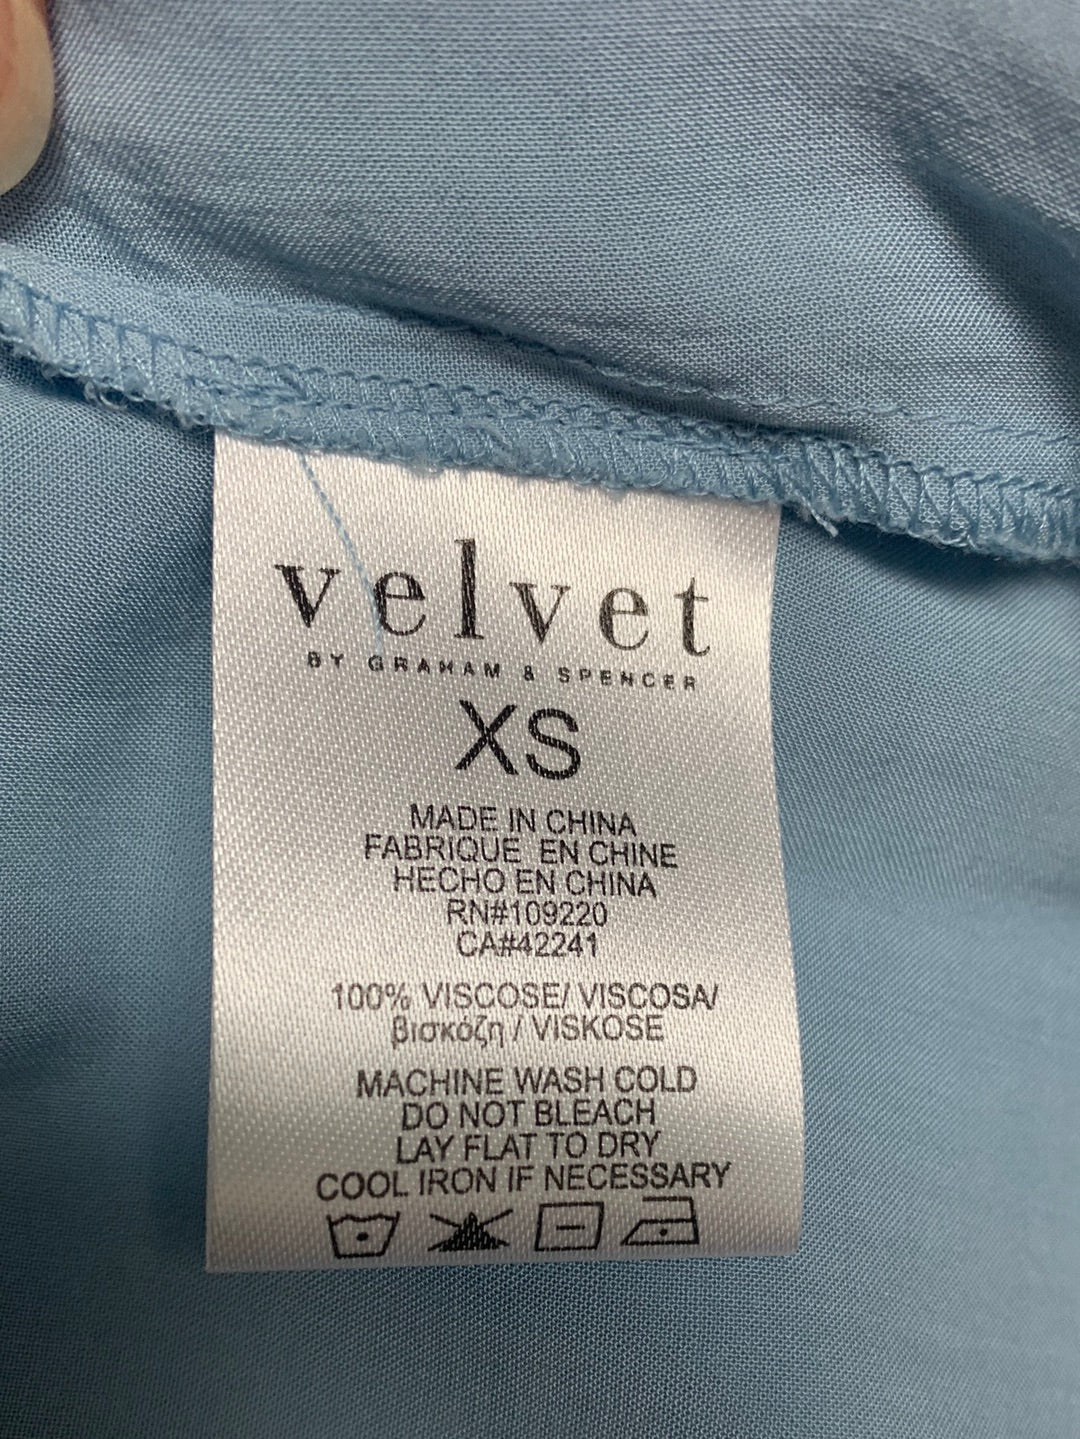 velvet
BY GRAHAM & SPENCER
XS
MADE IN CHINA
FABRIQUE EN CHINE
HECHO EN CHINA
RN#109220
CA#42241
100% VISCOSE/ VISCOSA/
βισκόζη / VISKOSE
MACHINE WASH COLD
DO NOT BLEACH
LAY FLAT TO DRY
COOL IRON IF NECESSARY